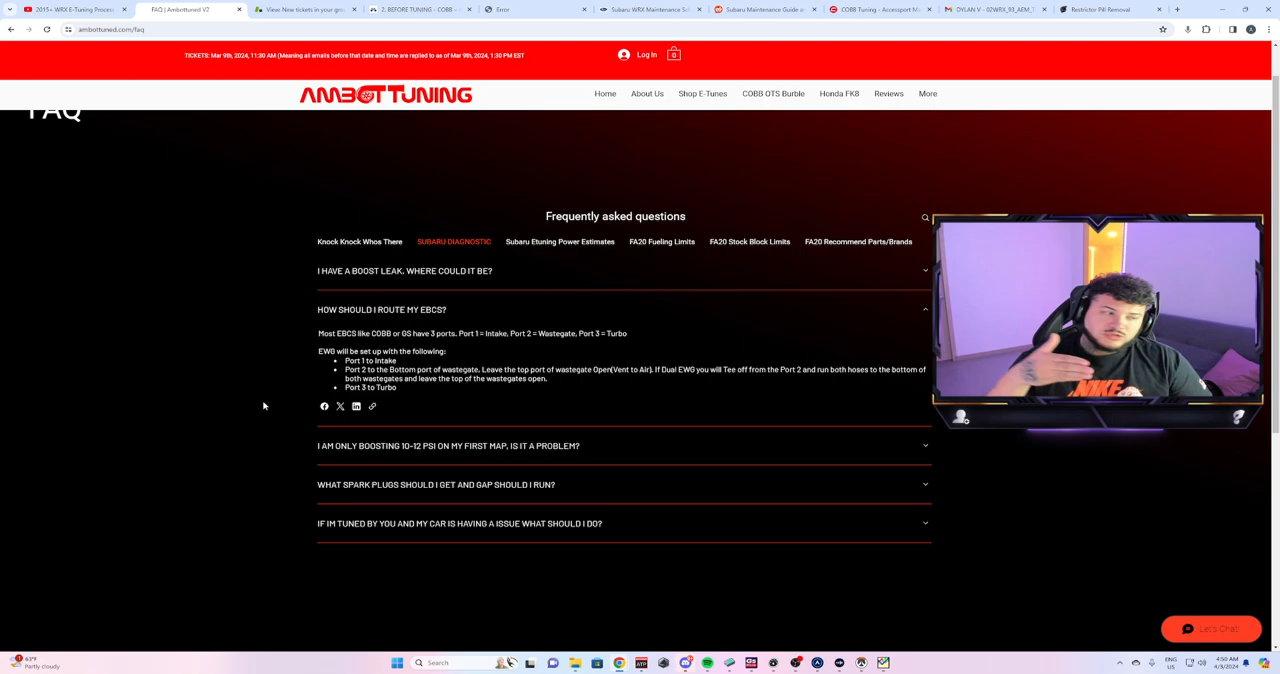 2015+ WRX E-Tuning Process
FAQ | Ambottuned V2
View: New tickets in your grou
2. BEFORE TUNING - COBB --
Error
Subaru WRX Maintenance Sc
Subaru Maintenance Guide a
COBB Tuning - Accessport M
DYLAN V - 02WRX_93_AEM_
Restrictor Pill Removal
ambottuned.com/faq
TICKETS: Mar 9th, 2024, 11:30 AM (Meaning all emails before that date and time are replied to as of Mar 9th, 2024, 1:30 PM EST
Log In
0
AMBOTTUNING
Home
About Us
Shop E-Tunes
COBB OTS Burble
Honda FK8
Reviews
More
FAQ
Frequently asked questions
Knock Knock Whos There
SUBARU DIAGNOSTIC
Subaru Etuning Power Estimates
FA20 Fueling Limits
FA20 Stock Block Limits
FA20 Recommend Parts/Brands
I HAVE A BOOST LEAK, WHERE COULD IT BE?
HOW SHOULD I ROUTE MY EBCS?
Most EBCS like COBB or GS have 3 ports. Port 1 = Intake, Port 2 = Wastegate, Port 3 = Turbo
EWG will be set up with the following:
• Port 1 to Intake
• Port 2 to the Bottom port of wastegate, Leave the top port of wastegate Open(Vent to Air). If Dual EWG you will Tee off from the Port 2 and run both hoses to the bottom of
both wastegates and leave the top of the wastegates open.
• Port 3 to Turbo
I AM ONLY BOOSTING 10-12 PSI ON MY FIRST MAP, IS IT A PROBLEM?
WHAT SPARK PLUGS SHOULD I GET AND GAP SHOULD I RUN?
IF IM TUNED BY YOU AND MY CAR IS HAVING A ISSUE WHAT SHOULD I DO?
NIKE
Let's Chat!
63°F
Partly cloudy
Search
ENG
US
4:50 AM
4/3/2024